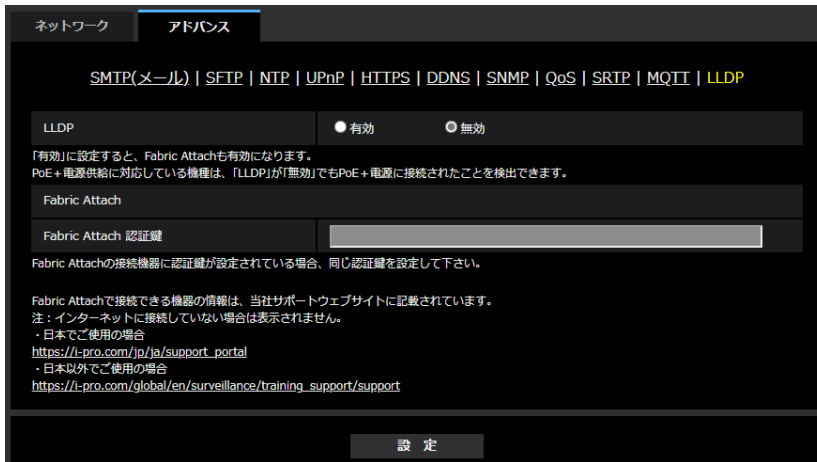 ネットワーク アドバンス
SMTP(メール) | SFTP | NTP | UPnP | HTTPS | DDNS | SNMP | QoS | SRTP | MQTT | LLDP
LLDP 有効 無効
「有効」に設定すると、Fabric Attachも有効になります。
PoE+電源供給に対応している機種は、「LLDP」が「無効」でもPoE+電源に接続されたことを検出できます。
Fabric Attach
Fabric Attach 認証鍵
Fabric Attachの接続機器に認証鍵が設定されている場合、同じ認証鍵を設定して下さい。
Fabric Attachで接続できる機器の情報は、当社サポートウェブサイトに記載されています。
注：インターネットに接続していない場合は表示されません。
・日本でご使用の場合
https://i-pro.com/jp/ja/support_portal
・日本以外でご使用の場合
https://i-pro.com/global/en/surveillance/training_support/support
設 定